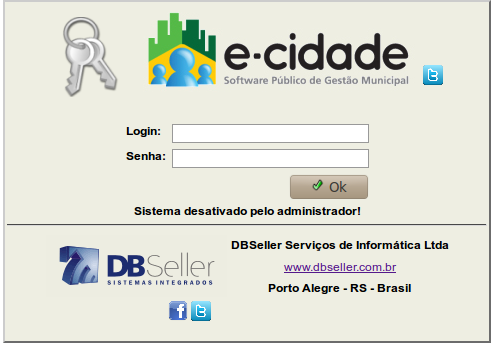 e-cidade
Software Público de Gestão Municipal
Login:
Senha:
Ok
Sistema desativado pelo administrador!
DBSeller
SISTEMAS INTEGRADOS
DBSeller Serviços de Informática Ltda
www.dbseller.com.br
Porto Alegre - RS - Brasil